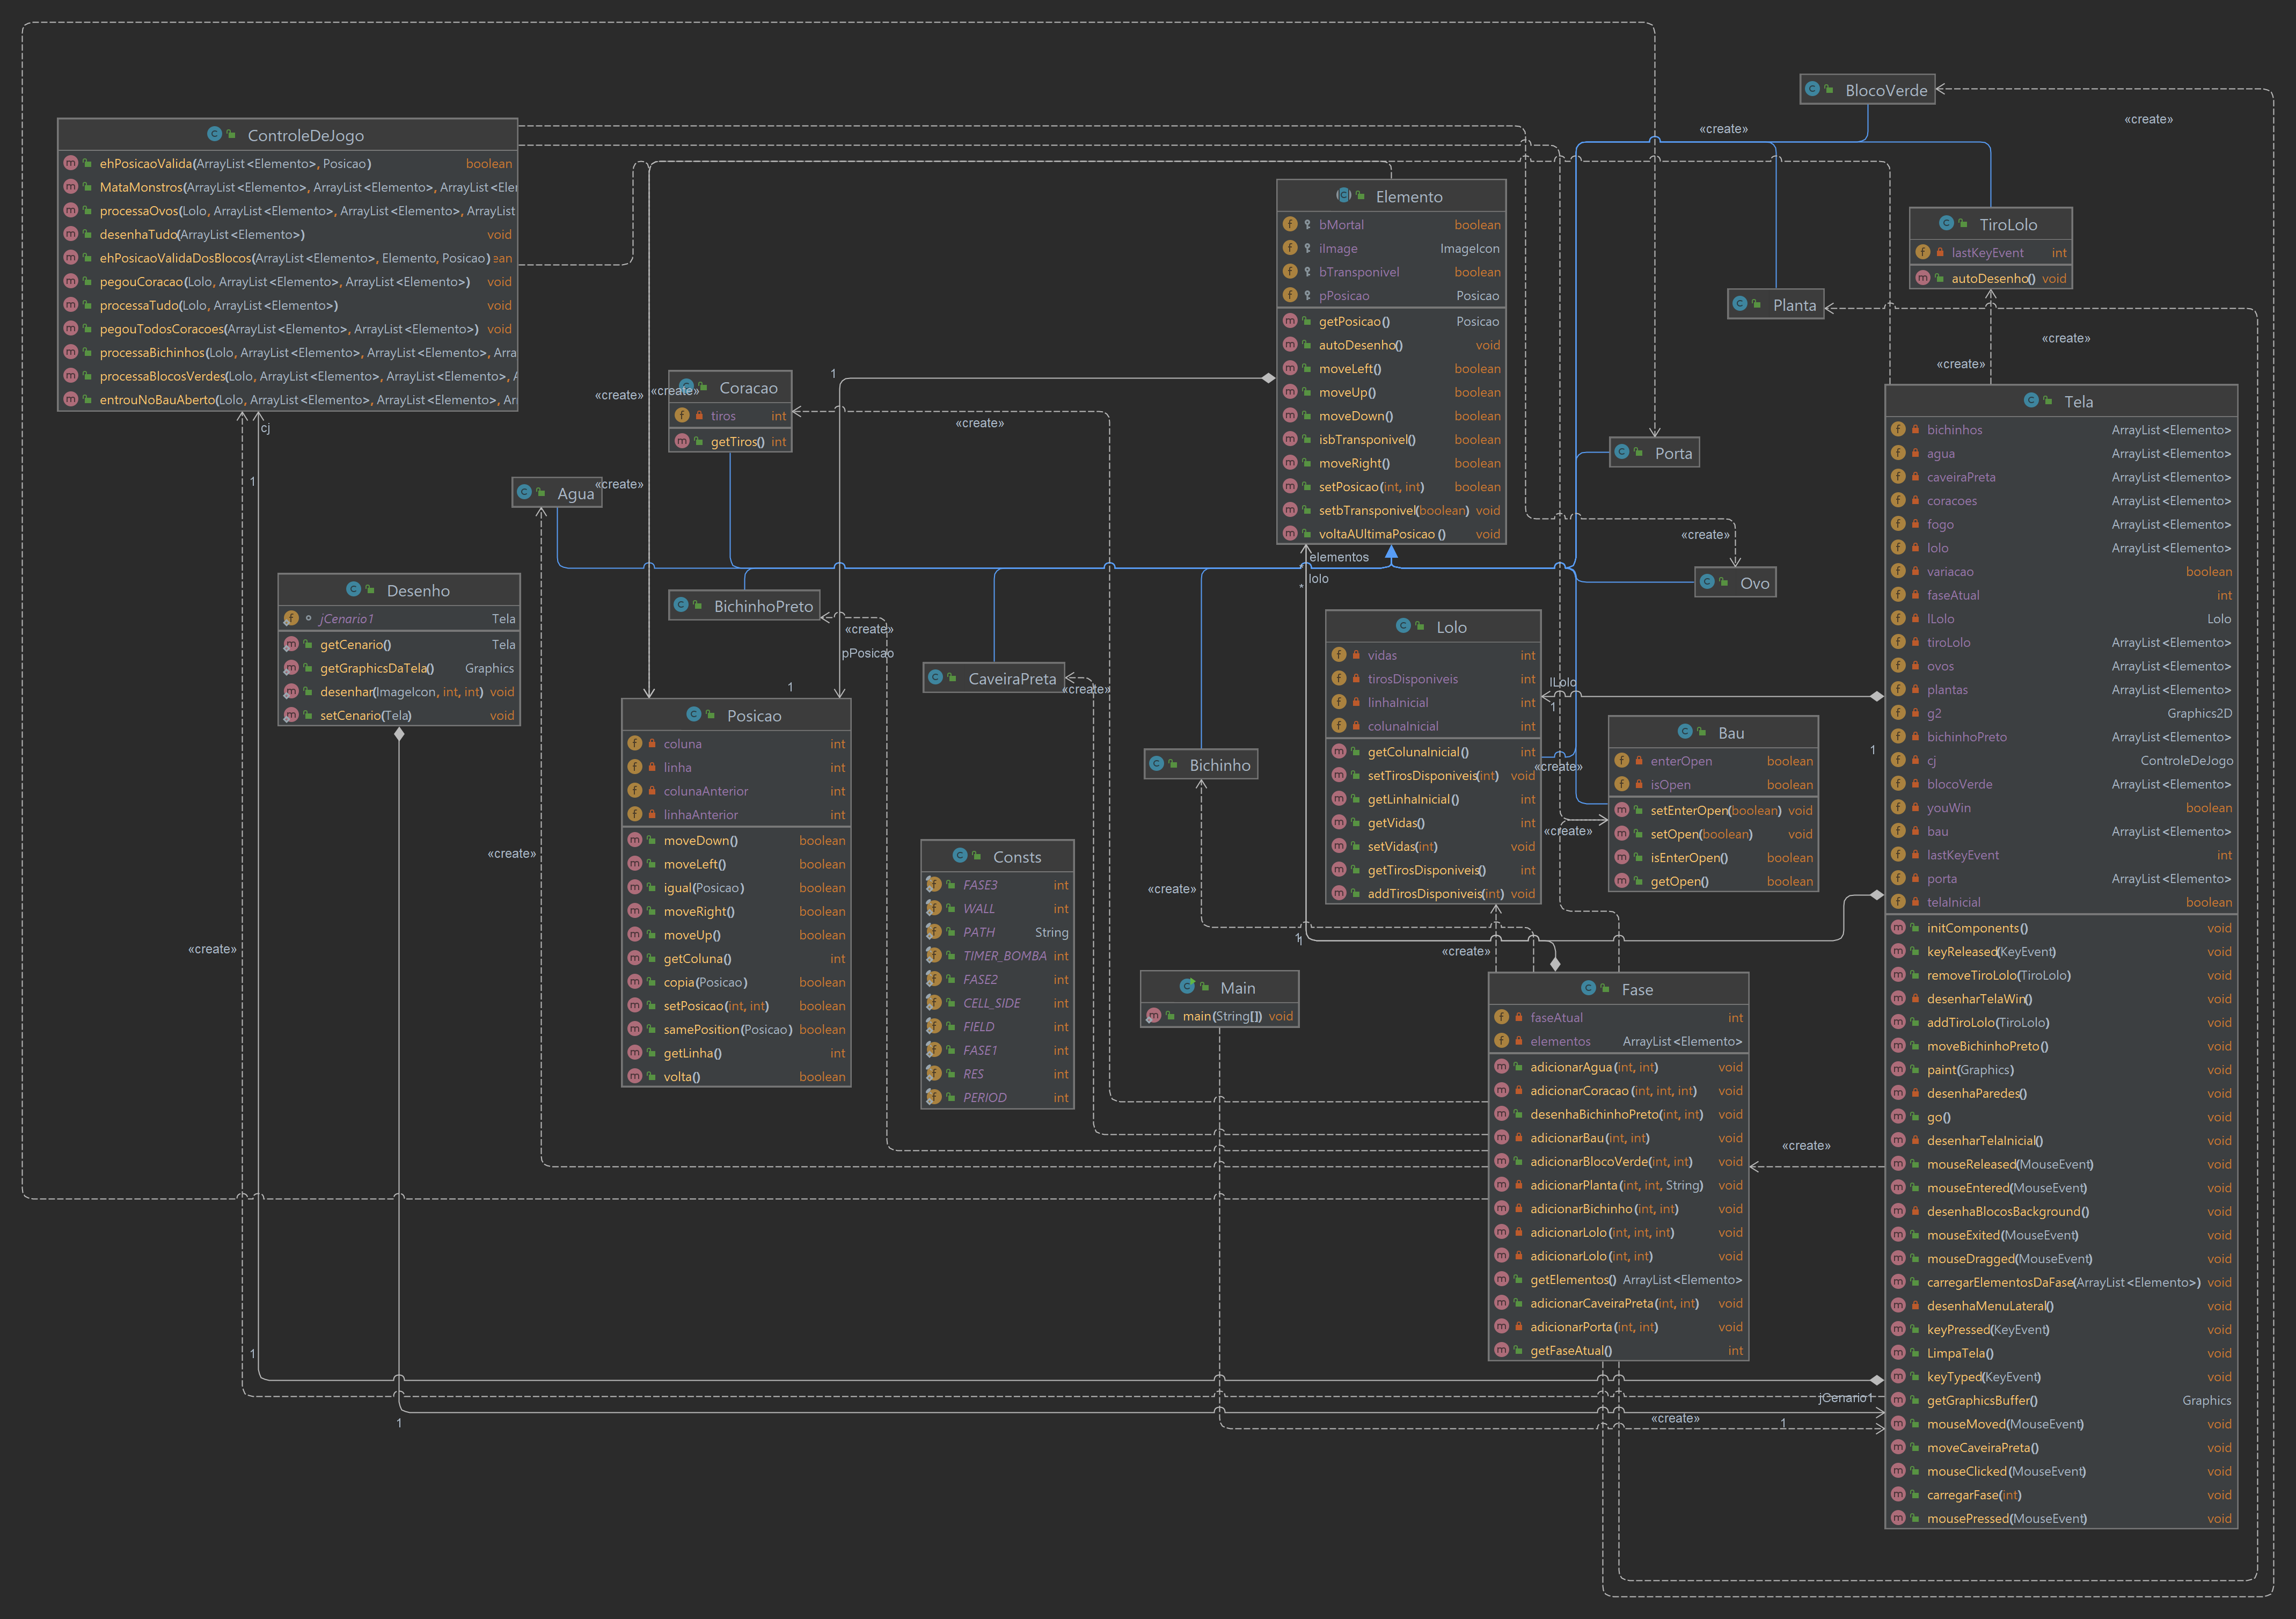 BlocoVerde
«create»
«create»
ControleDeJogo
ehPosicaoValida(ArrayList<Elemento>, Posicao) boolean
MataMonstros(ArrayList<Elemento>, ArrayList<Elemento>, ArrayList<Ele
processaOvos(Lolo, ArrayList<Elemento>, ArrayList<Elemento>, ArrayList
desenhaTudo(ArrayList<Elemento>) void
ehPosicaoValidaDosBlocos(ArrayList<Elemento>, Elemento, Posicao) ean
pegouCoracao(Lolo, ArrayList<Elemento>, ArrayList<Elemento>) void
processaTudo(Lolo, ArrayList<Elemento>) void
pegouTodosCoracoes(ArrayList<Elemento>, ArrayList<Elemento>) void
processaBichinhos(Lolo, ArrayList<Elemento>, ArrayList<Elemento>, Arra
processaBlocosVerdes(Lolo, ArrayList<Elemento>, ArrayList<Elemento>, A
entrouNoBauAberto(Lolo, ArrayList<Elemento>, ArrayList<Elemento>, Ar
cj
1
Elemento
bMortal boolean
iImage ImageIcon
bTransponivel boolean
pPosicao Posicao
getPosicao() Posicao
autoDesenho() void
moveLeft() boolean
moveUp() boolean
moveDown() boolean
isbTransponivel() boolean
moveRight() boolean
setPosicao(int, int) boolean
setbTransponivel(boolean) void
voltaAUltimaPosicao() void
elementos
*
lolo
*
TiroLolo
lastKeyEvent int
autoDesenho() void
Planta
«create»
«create»
Coracao
tiros int
getTiros() int
«create»
«create»
«create»
1
Porta
Agua
«create»
«create»
Ovo
Desenho
jCenario1 Tela
getCenario() Tela
getGraphicsDaTela() Graphics
desenhar(ImageIcon, int, int) void
setCenario(Tela) void
BichinhoPreto
«create»
pPosicao
1
CaveiraPreta
«create»
Posicao
coluna int
linha int
colunaAnterior int
linhaAnterior int
moveDown() boolean
moveLeft() boolean
igual(Posicao) boolean
moveRight() boolean
moveUp() boolean
getColuna() int
copia(Posicao) boolean
setPosicao(int, int) boolean
samePosition(Posicao) boolean
getLinha() int
volta() boolean
Consts
FASE3 int
WALL int
PATH String
TIMER_BOMBA int
FASE2 int
CELL_SIDE int
FIELD int
FASE1 int
RES int
PERIOD int
Bichinho
«create»
Lolo
vidas int
tirosDisponiveis int
linhaInicial int
colunaInicial int
getColunaInicial() int
setTirosDisponiveis(int) void
getLinhaInicial() int
getVidas() int
setVidas(int) void
getTirosDisponiveis() int
addTirosDisponiveis(int) void
lLolo
1
1
«create»
«create»
Bau
enterOpen boolean
isOpen boolean
setEnterOpen(boolean) void
setOpen(boolean) void
isEnterOpen() boolean
getOpen() boolean
1
1
«create»
Main
main(String[]) void
Fase
faseAtual int
elementos ArrayList<Elemento>
adicionarAgua(int, int) void
adicionarCoracao(int, int, int) void
desenhaBichinhoPreto(int, int) void
adicionarBau(int, int) void
adicionarBlocoVerde(int, int) void
adicionarPlanta(int, int, String) void
adicionarBichinho(int, int) void
adicionarLolo(int, int, int) void
adicionarLolo(int, int) void
getElementos() ArrayList<Elemento>
adicionarCaveiraPreta(int, int) void
adicionarPorta(int, int) void
getFaseAtual() int
«create»
Tela
bichinhos ArrayList<Elemento>
agua ArrayList<Elemento>
caveiraPreta ArrayList<Elemento>
coracoes ArrayList<Elemento>
fogo ArrayList<Elemento>
lolo ArrayList<Elemento>
variacao boolean
faseAtual int
lLolo Lolo
tiroLolo ArrayList<Elemento>
ovos ArrayList<Elemento>
plantas ArrayList<Elemento>
g2 Graphics2D
bichinhoPreto ArrayList<Elemento>
cj ControleDeJogo
blocoVerde ArrayList<Elemento>
youWin boolean
bau ArrayList<Elemento>
lastKeyEvent int
porta ArrayList<Elemento>
telaInicial boolean
initComponents() void
keyReleased(KeyEvent) void
removeTiroLolo(TiroLolo) void
desenharTelaWin() void
addTiroLolo(TiroLolo) void
moveBichinhoPreto() void
paint(Graphics) void
desenhaParedes() void
go() void
desenharTelaInicial() void
mouseReleased(MouseEvent) void
mouseEntered(MouseEvent) void
desenhaBlocosBackground() void
mouseExited(MouseEvent) void
mouseDragged(MouseEvent) void
carregarElementosDaFase(ArrayList<Elemento>) void
desenhaMenuLateral() void
keyPressed(KeyEvent) void
LimpaTela() void
keyTyped(KeyEvent) void
getGraphicsBuffer() Graphics
mouseMoved(MouseEvent) void
moveCaveiraPreta() void
mouseClicked(MouseEvent) void
carregarFase(int) void
mousePressed(MouseEvent) void
«create»
«create»
1
1
jCenario1
«create»
1